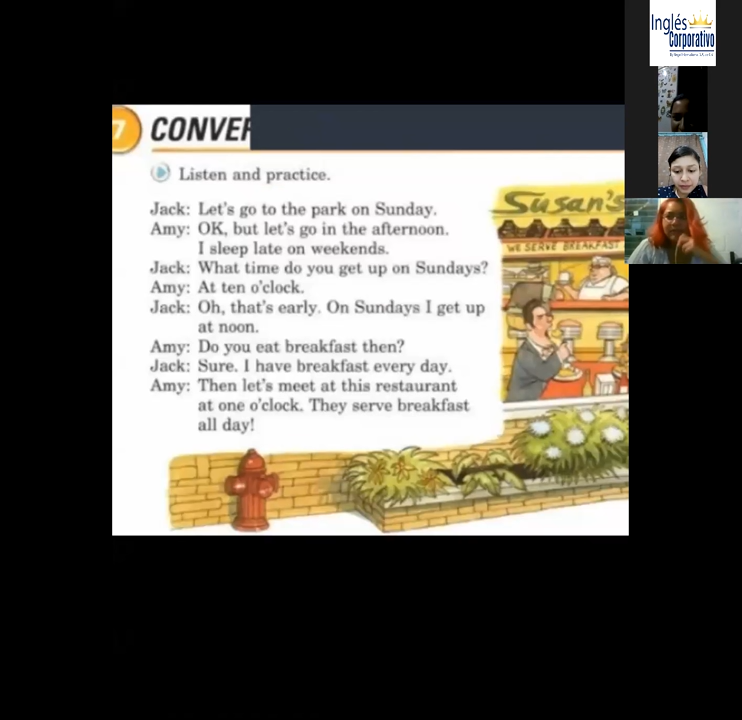 Inglés
Corporativo
7 CONVER
Listen and practice.
Jack: Let's go to the park on Sunday.
Amy: OK, but let's go in the afternoon.
I sleep late on weekends.
Jack: What time do you get up on Sundays?
Amy: At ten o'clock.
Jack: Oh, that's early. On Sundays I get up
at noon.
Amy: Do you eat breakfast then?
Jack: Sure. I have breakfast every day.
Amy: Then let's meet at this restaurant
at one o'clock. They serve breakfast
all day!
Susan's
WE SERVE BREAKFAST